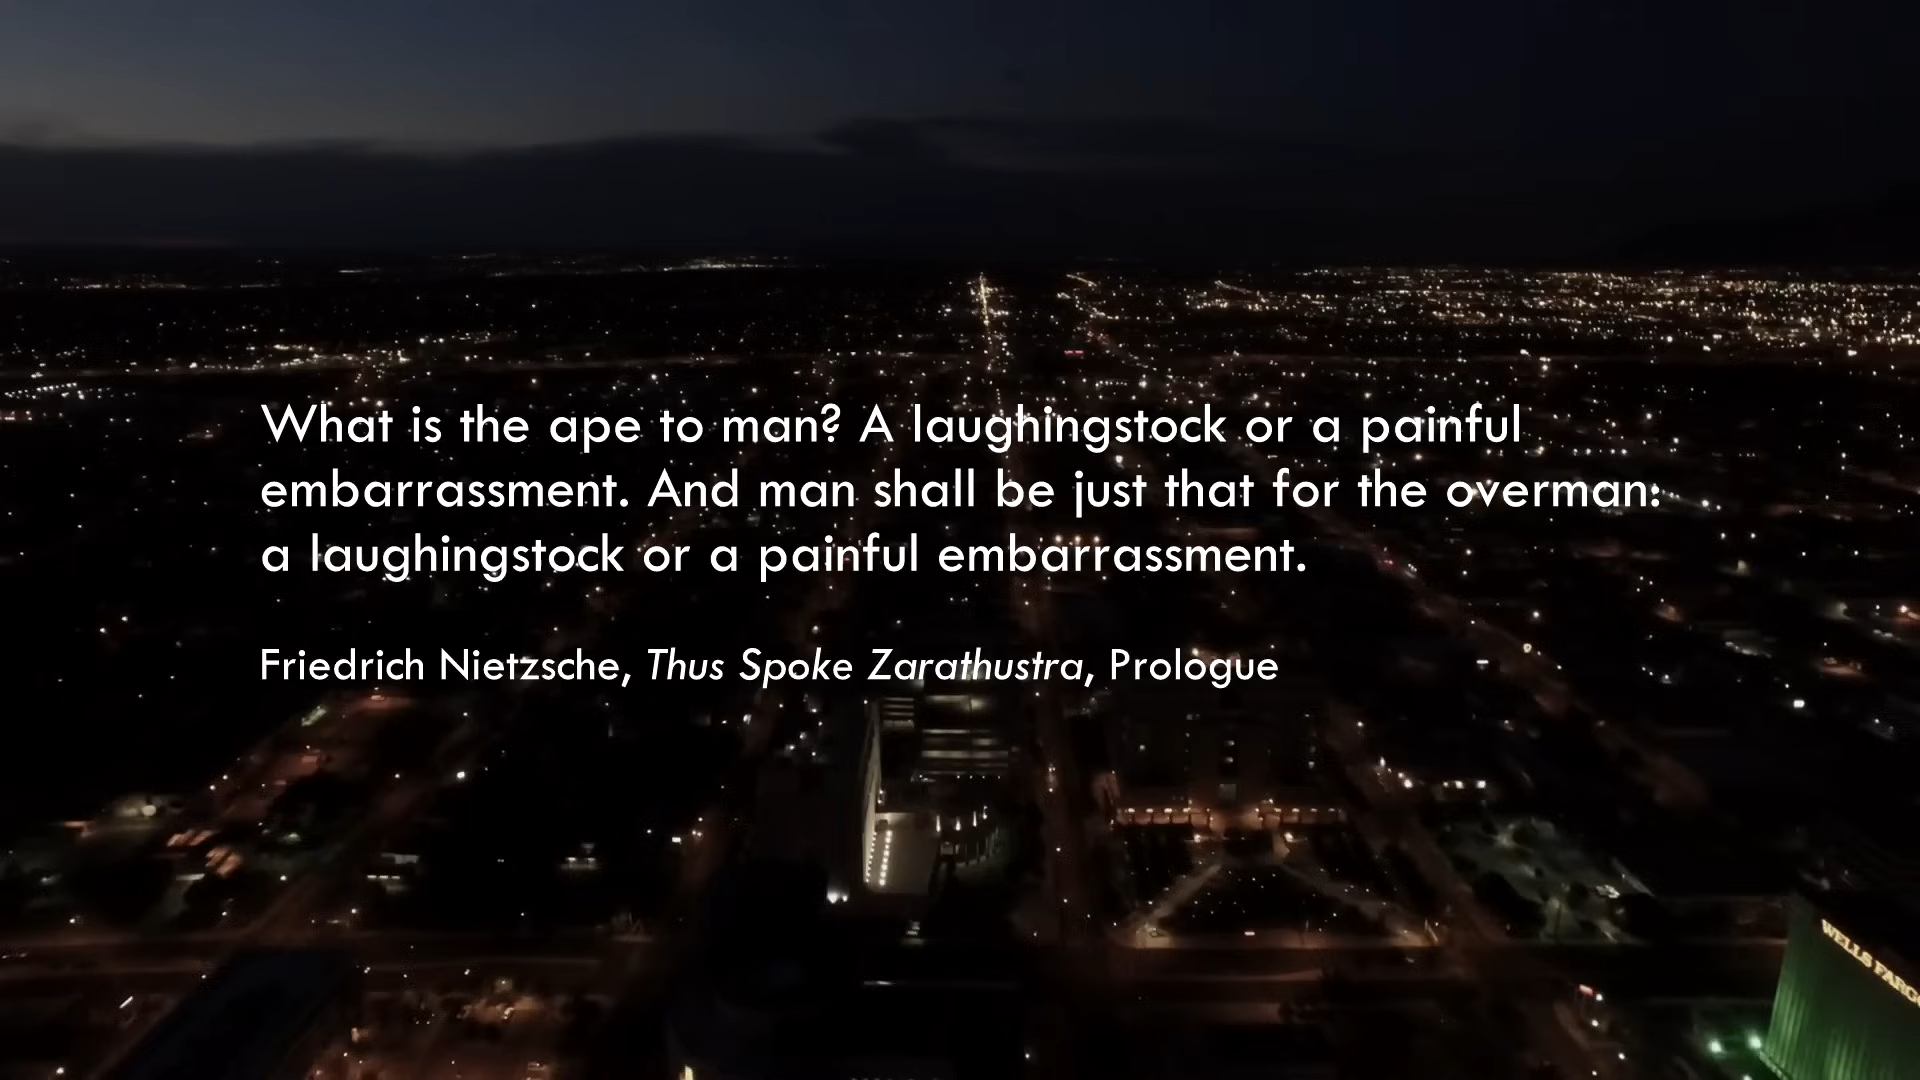 What is the ape to man? A laughingstock or a painful
embarrassment. And man shall be just that for the overman:
a laughingstock or a painful embarrassment.
Friedrich Nietzsche, Thus Spoke Zarathustra, Prologue
WELLS FARGO